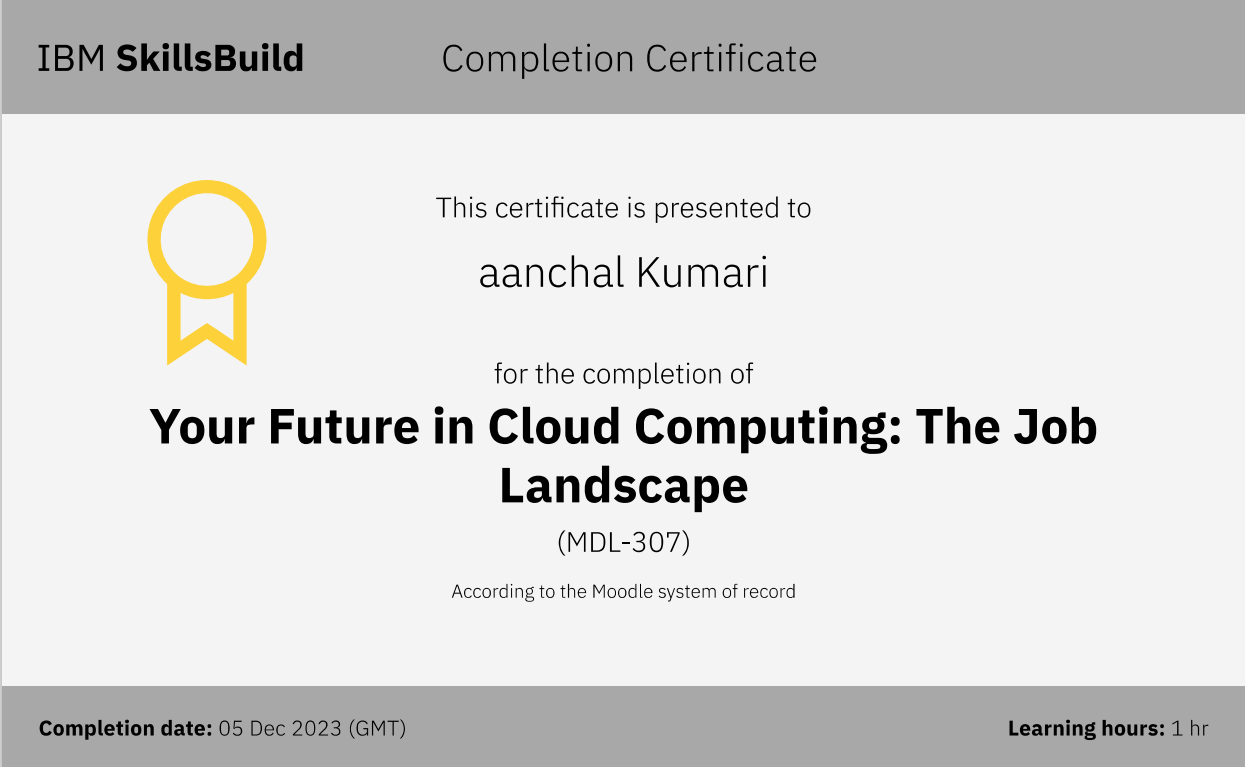 IBM SkillsBuild
Completion Certificate
This certificate is presented to
aanchal Kumari
for the completion of
Your Future in Cloud Computing: The Job
Landscape
(MDL-307)
According to the Moodle system of record
Completion date: 05 Dec 2023 (GMT)
Learning hours: 1 hr